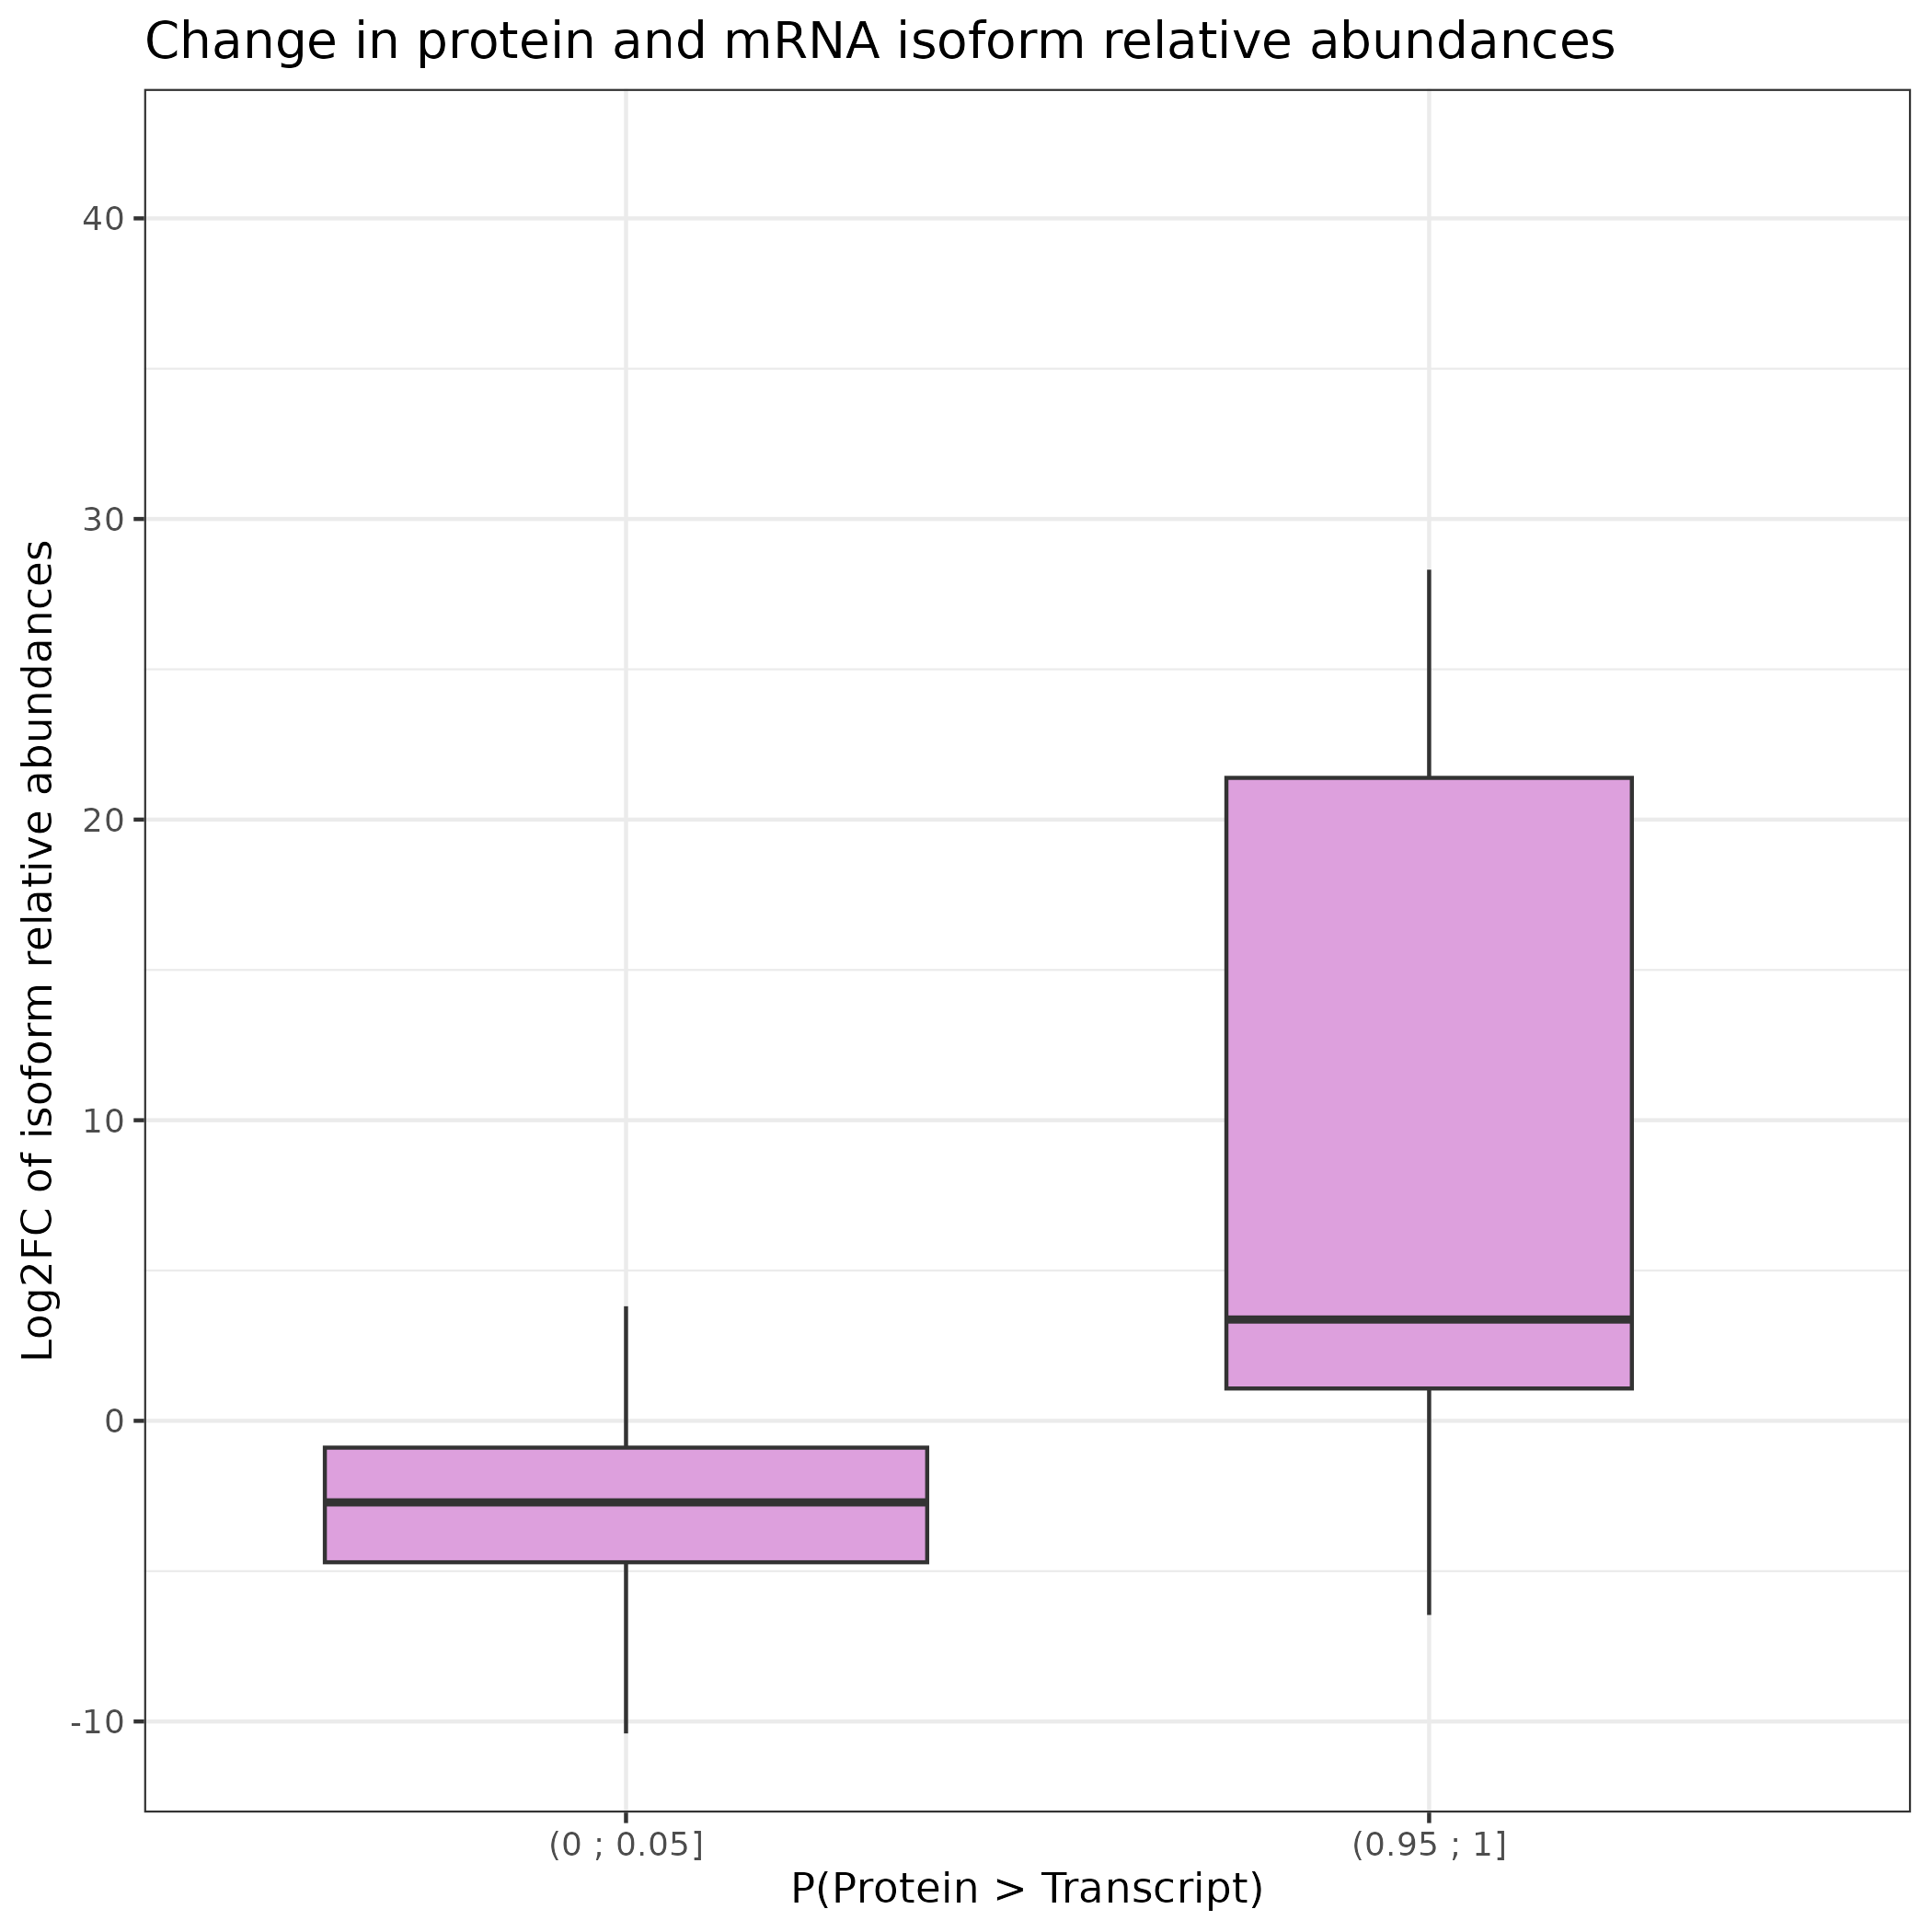 Change in protein and mRNA isoform relative abundances
Log2FC of isoform relative abundances
40
30
20
10
0
-10
(0 ; 0.05]
(0.95 ; 1]
P(Protein > Transcript)